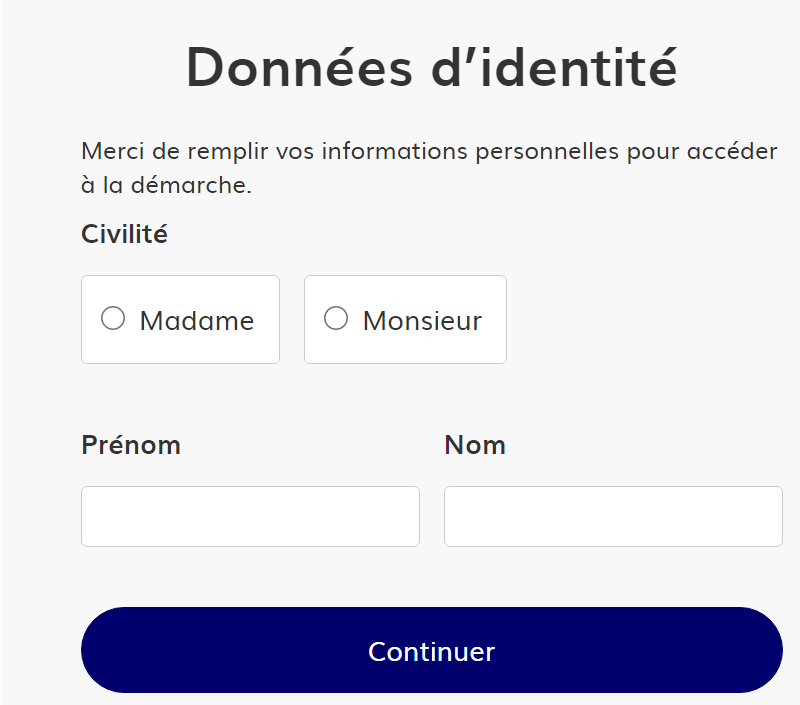 Données d’identité
Merci de remplir vos informations personnelles pour accéder
à la démarche.
Civilité
Madame
Monsieur
Prénom
Nom
Continuer